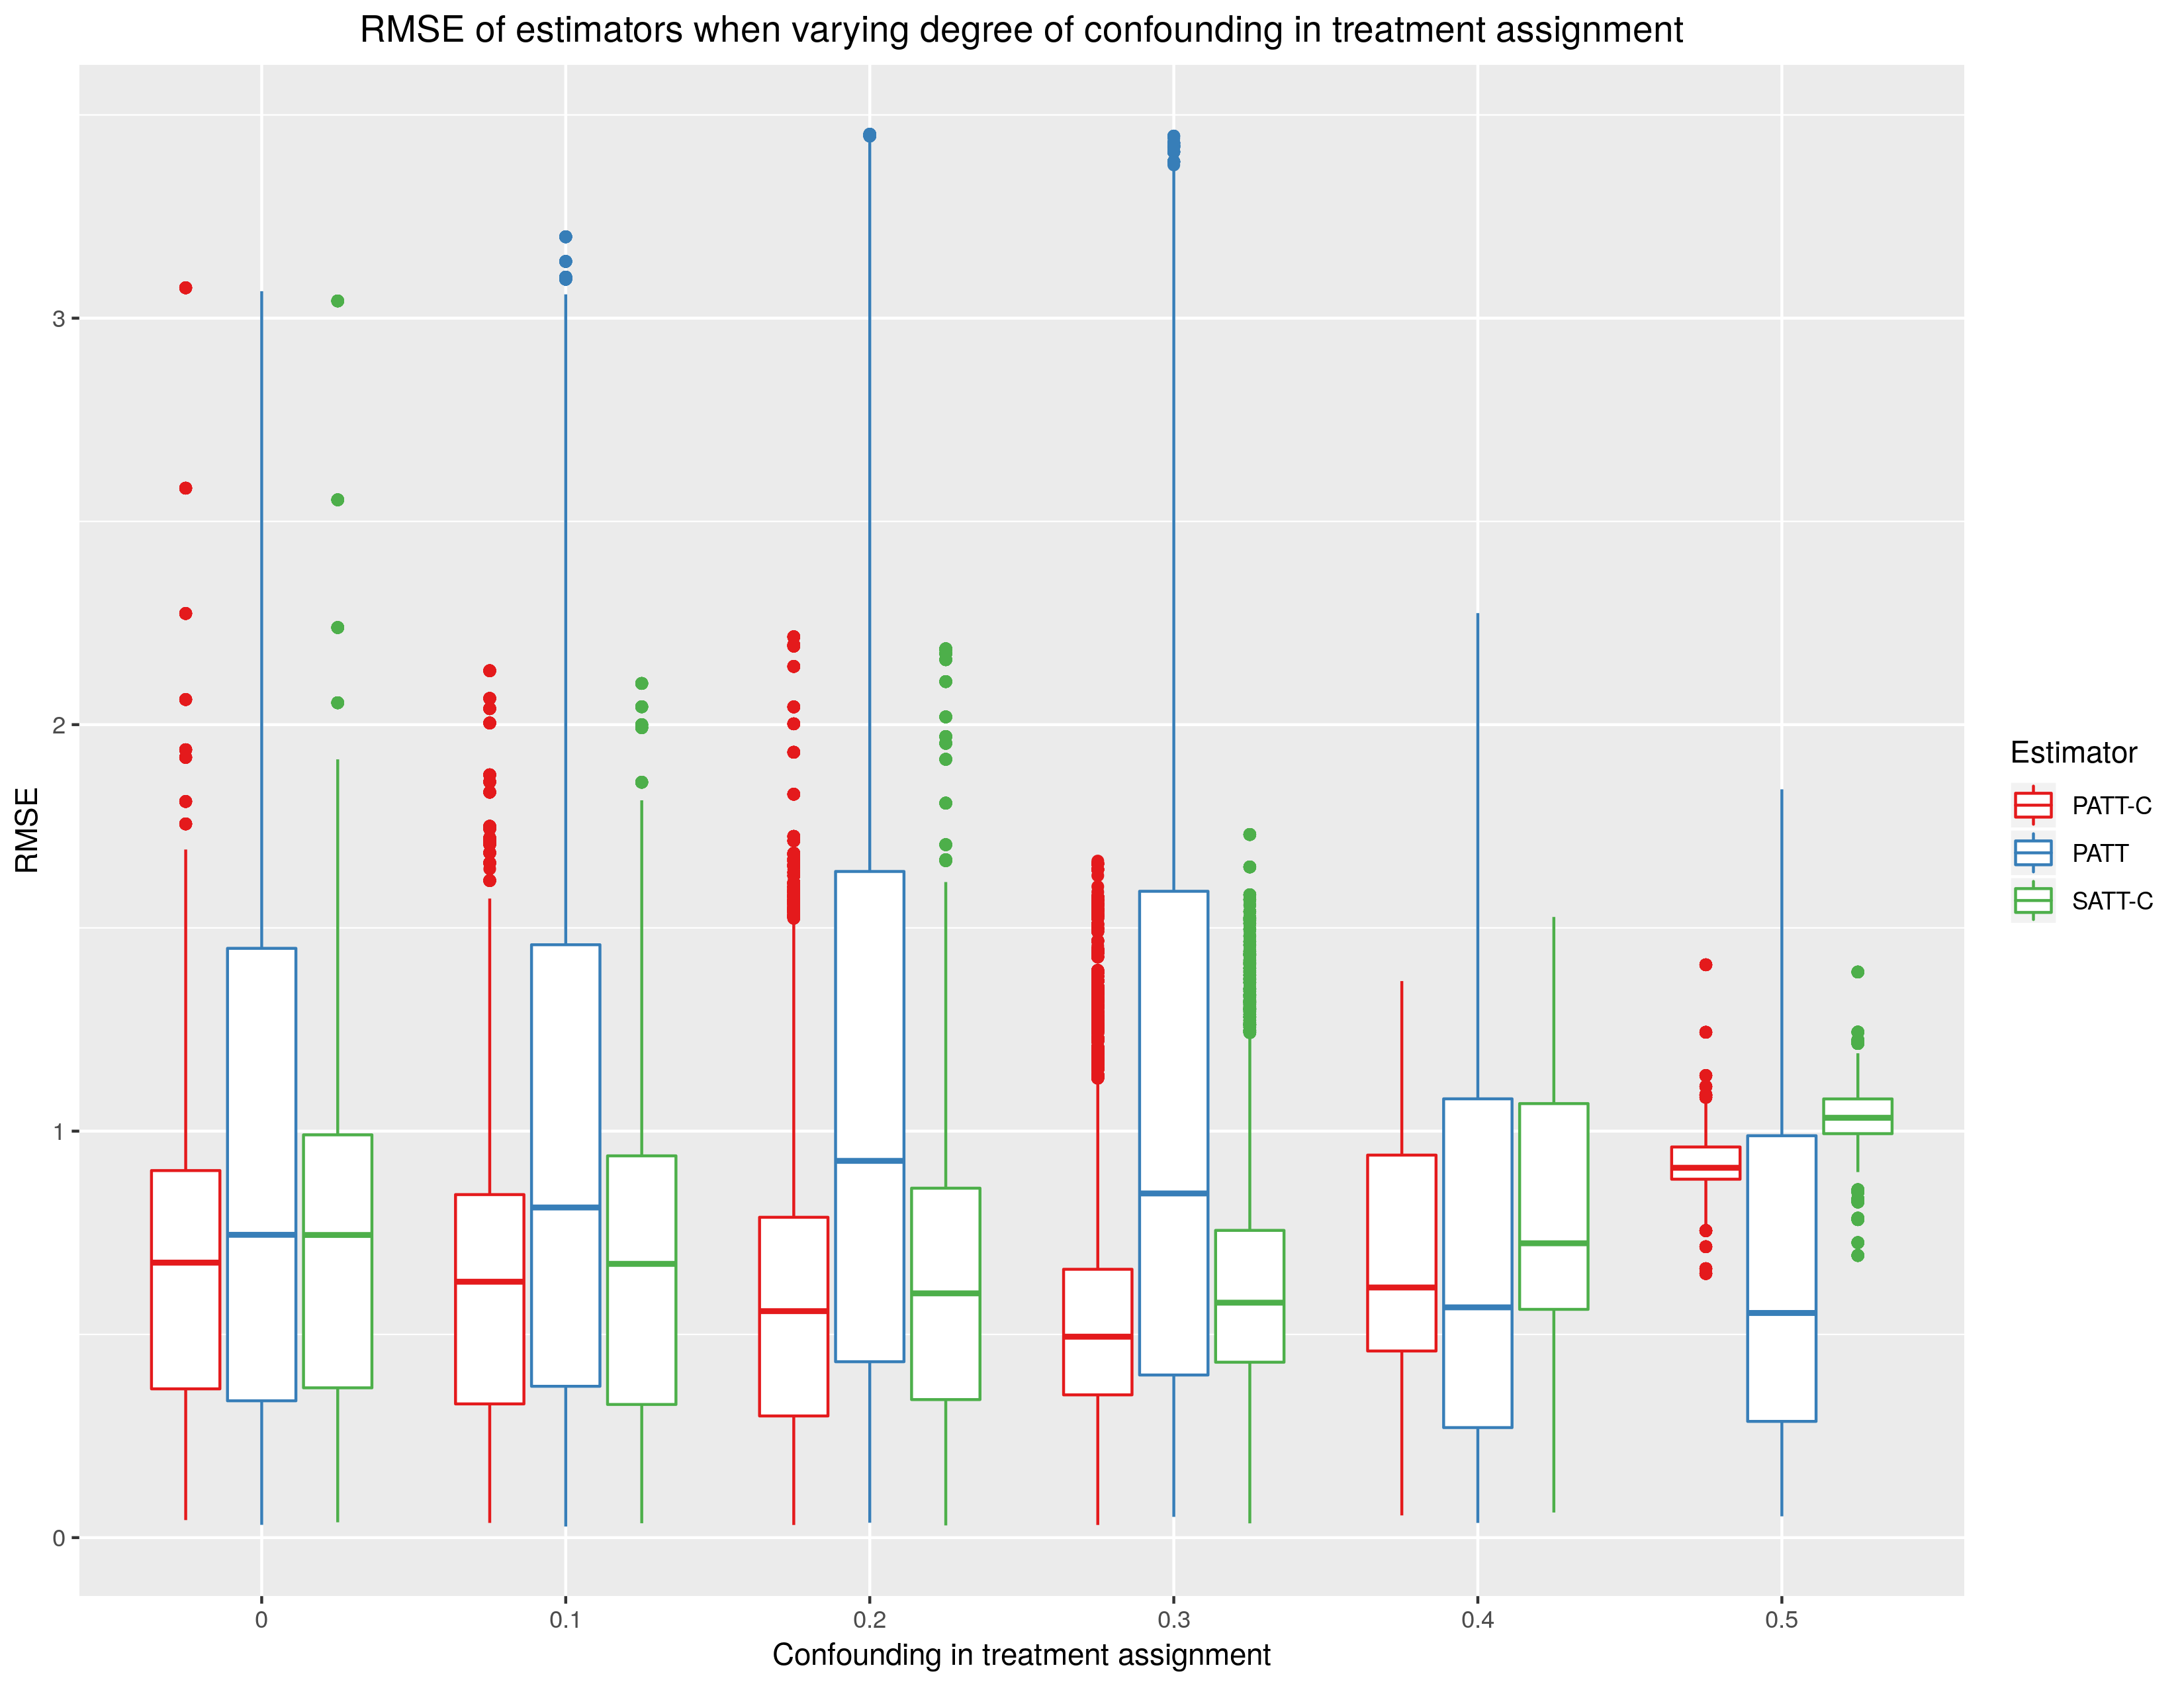 RMSE of estimators when varying degree of confounding in treatment assignment
RMSE
3
2
1
0
0 0.1 0.2 0.3 0.4 0.5
Confounding in treatment assignment
Estimator
PATT-C
PATT
SATT-C